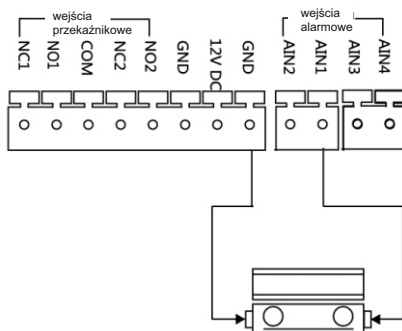 wejścia
przekaźnikowe
wejścia
alarmowe
NC1
NO1
COM
NC2
NO2
GND
12V DC
GND
AIN2
AIN1
AIN3
AIN4